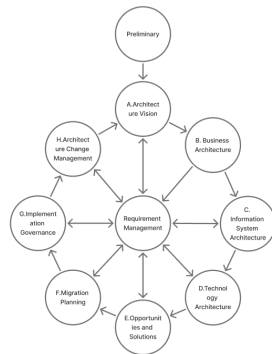 Preliminary
A.Architect
ure Vision
H.Architect
ure Change
Management
B. Business
Architecture
G.Implement
ation
Governance
Requirement
Management
C.
Information
System
Architecture
F.Migration
Planning
D.Technol
ogy
Architecture
E.Opportunit
ies and
Solutions